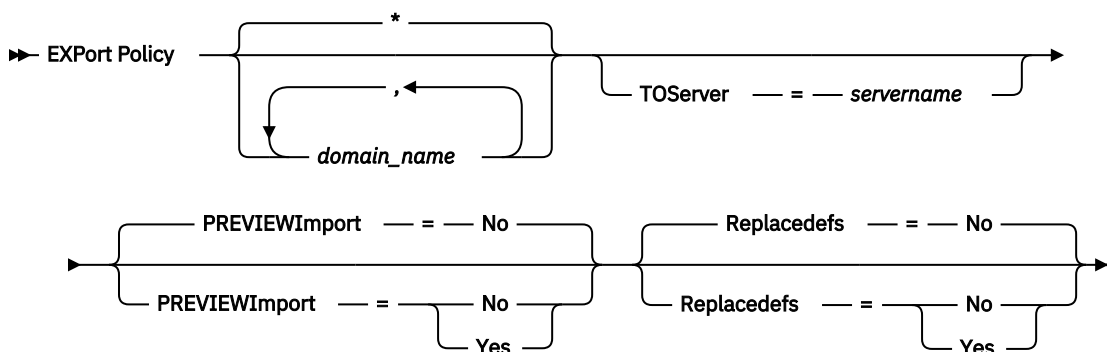 *
EXPort Policy
,
TOServer = servername
domain_name
PREVIEWImport = No
Replacedefs = No
PREVIEWImport = No
Replacedefs = No
Yes
Yes